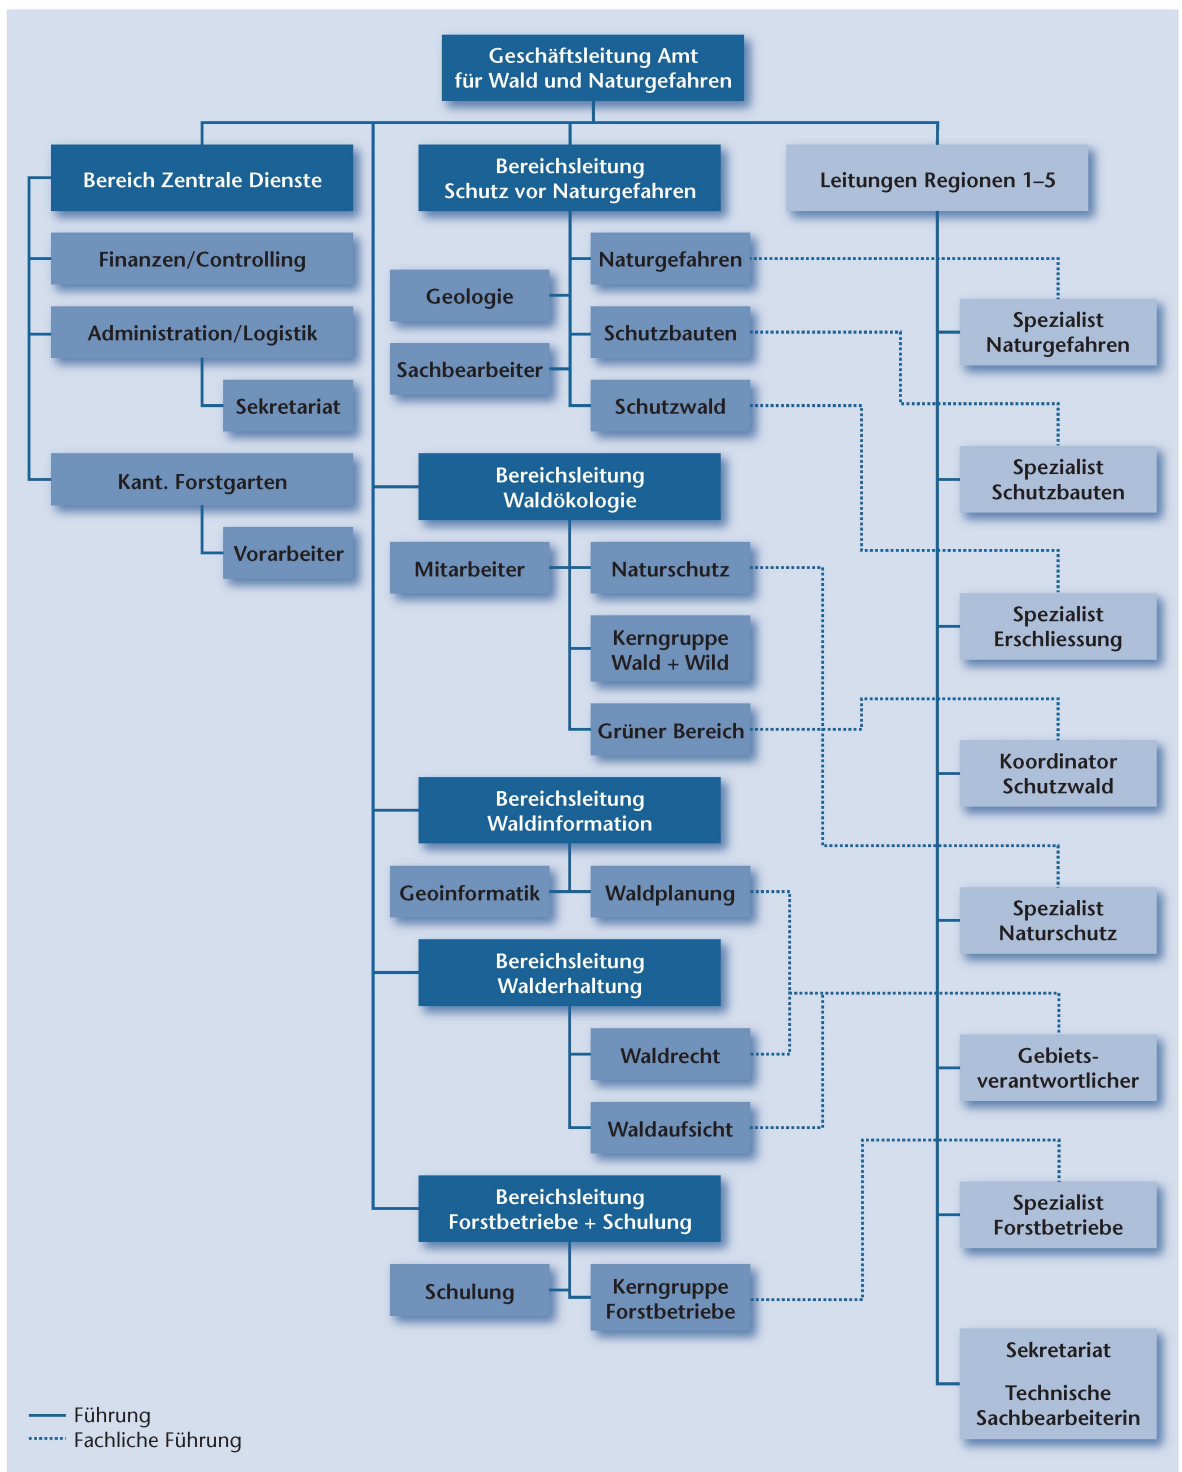 Geschäftsleitung Amt
für Wald und Naturgefahren
Bereich Zentrale Dienste
Finanzen/Controlling
Administration/Logistik
Sekretariat
Kant. Forstgarten
Vorarbeiter
Bereichsleitung
Schutz vor Naturgefahren
Naturgefahren
Geologie
Schutzbauten
Sachbearbeiter
Schutzwald
Bereichsleitung
Waldökologie
Mitarbeiter
Naturschutz
Kerngruppe
Wald + Wild
Grüner Bereich
Bereichsleitung
Waldinformation
Geoinformatik
Waldplanung
Bereichsleitung
Walderhaltung
Waldrecht
Waldaufsicht
Bereichsleitung
Forstbetriebe + Schulung
Schulung
Kerngruppe
Forstbetriebe
Leitungen Regionen 1–5
Spezialist
Naturgefahren
Spezialist
Schutzbauten
Spezialist
Erschliessung
Koordinator
Schutzwald
Spezialist
Naturschutz
Gebiets-
verantwortlicher
Spezialist
Forstbetriebe
Sekretariat
Technische
Sachbearbeiterin
Führung
Fachliche Führung